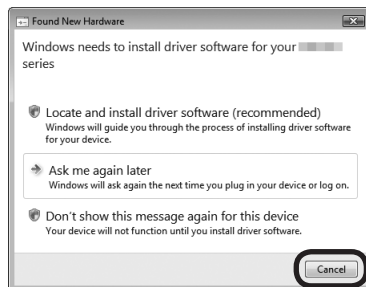 Found New Hardware
Windows needs to install driver software for your
series
Locate and install driver software (recommended)
Windows will guide you through the process of installing driver software
for your device.
Ask me again later
Windows will ask again the next time you plug in your device or log on.
Don't show this message again for this device
Your device will not function until you install driver software.
Cancel